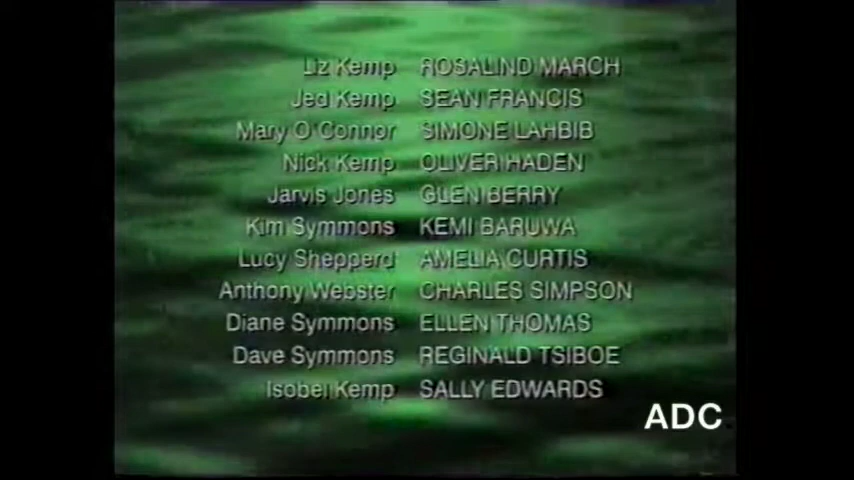 Liz Kemp ROSALIND MARCH
Jed Kemp SEAN FRANCIS
Mary O'Connor SIMONE LAHBIB
Nick Kemp OLIVER HADEN
Jarvis Jones GLEN BERRY
Kim Symmons KEMI BARUWA
Lucy Shepperd AMELIA CURTIS
Anthony Webster CHARLES SIMPSON
Diane Symmons ELLEN THOMAS
Dave Symmons REGINALD TSIBOE
Isobel Kemp SALLY EDWARDS
ADC